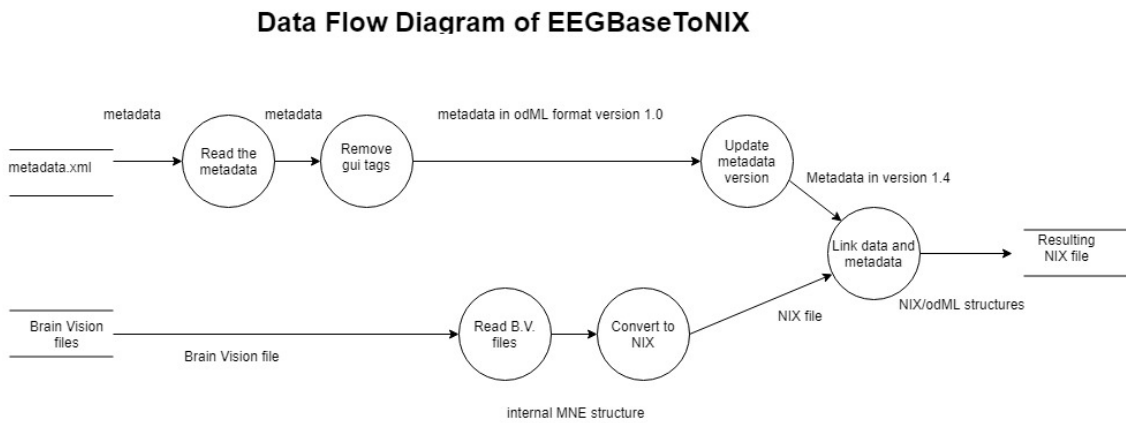 Data Flow Diagram of EEGBaseToNIX
metadata
metadata
metadata in odML format version 1.0
metadata.xml
Read the
metadata
Remove
gui tags
Update
metadata
version
Metadata in version 1.4
Link data and
metadata
Resulting
NIX file
NIX/odML structures
Brain Vision
files
Brain Vision file
Read B.V.
files
Convert to
NIX
NIX file
internal MNE structure